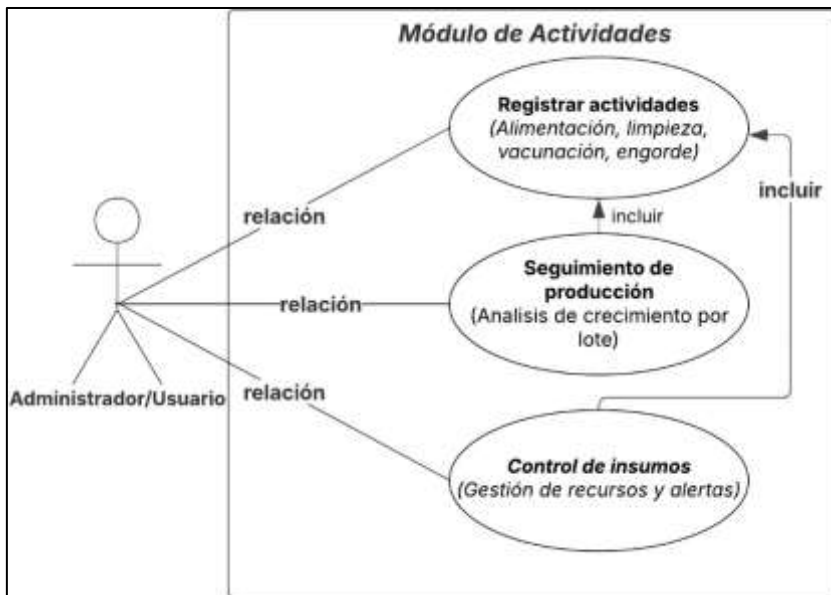 Módulo de Actividades
Registrar actividades
(Alimentación, limpieza,
vacunación, engorde)
incluir
relación
incluir
Seguimiento de
producción
(Analisis de crecimiento por
lote)
relación
Administrador/Usuario
relación
Control de insumos
(Gestión de recursos y alertas)